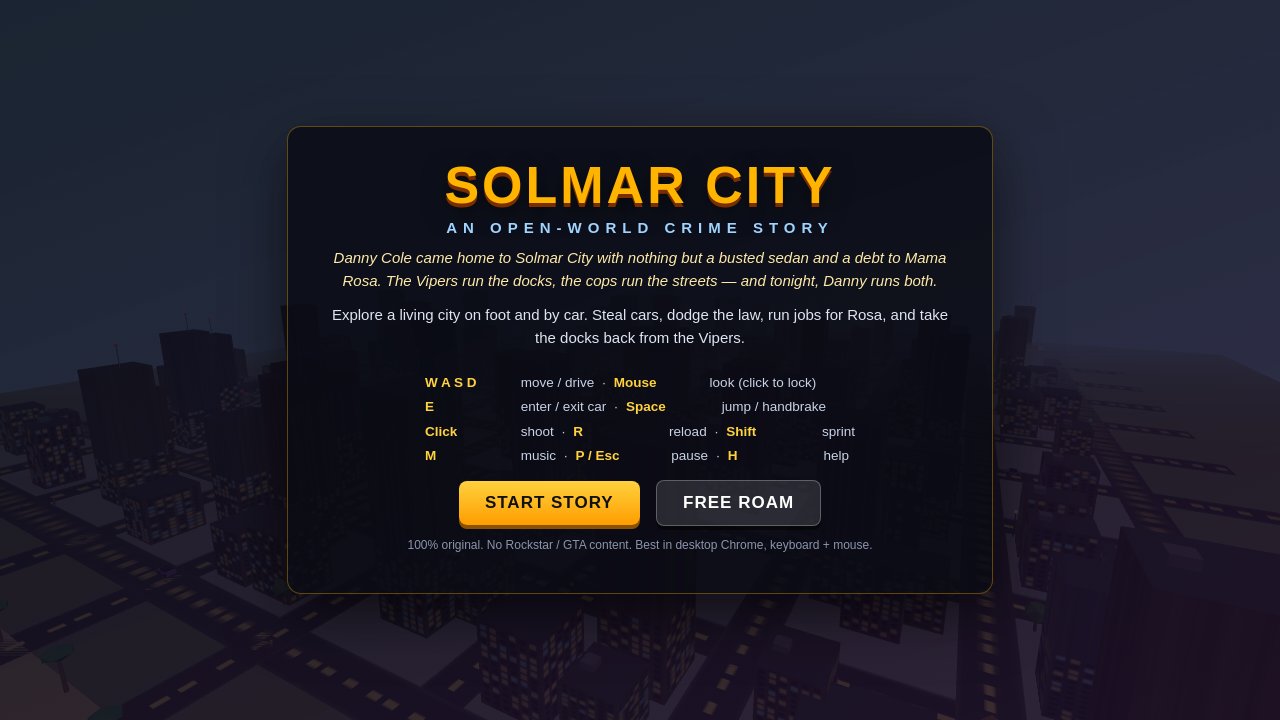 SOLMAR CITY
AN OPEN-WORLD CRIME STORY
Danny Cole came home to Solmar City with nothing but a busted sedan and a debt to Mama
Rosa. The Vipers run the docks, the cops run the streets — and tonight, Danny runs both.
Explore a living city on foot and by car. Steal cars, dodge the law, run jobs for Rosa, and take
the docks back from the Vipers.
W A S D move / drive · Mouse look (click to lock)
E enter / exit car · Space jump / handbrake
Click shoot · R reload · Shift sprint
M music · P / Esc pause · H help
START STORY FREE ROAM
100% original. No Rockstar / GTA content. Best in desktop Chrome, keyboard + mouse.